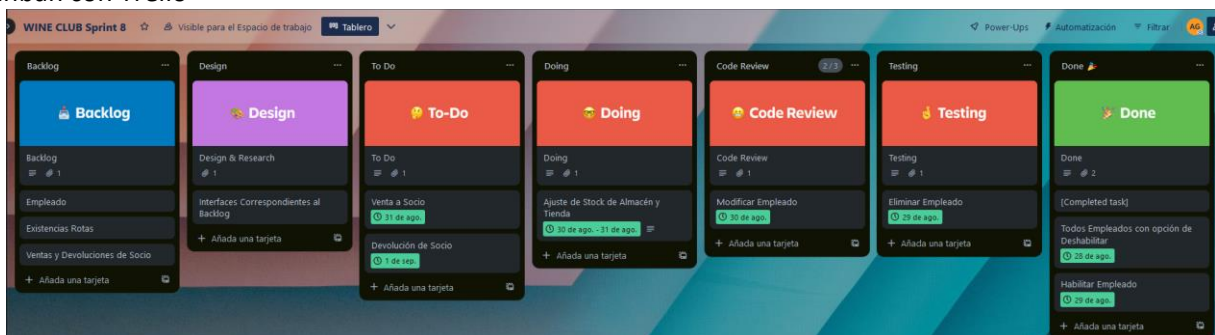 WINE CLUB Sprint 8 Visible para el Espacio de trabajo Tablero Power-Ups Automatización Filtrar AG
Backlog
Backlog
Backlog
1
Empleado
Existencias Rotas
Ventas y Devoluciones de Socio
+ Añada una tarjeta
Design
Design
Design & Research
1
Interfaces Correspondientes al
Backlog
+ Añada una tarjeta
To Do
To-Do
To Do
1
Venta a Socio
31 de ago.
Devolución de Socio
1 de sep.
+ Añada una tarjeta
Doing
Doing
Doing
1
Ajuste de Stock de Almacén y
Tienda
30 de ago. - 31 de ago.
+ Añada una tarjeta
Code Review 2/3
Code Review
Code Review
1
Modificar Empleado
30 de ago.
+ Añada una tarjeta
Testing
Testing
Testing
1
Eliminar Empleado
29 de ago.
+ Añada una tarjeta
Done
Done
Done
2
[Completed task]
Todos Empleados con opción de
Deshabilitar
28 de ago.
Habilitar Empleado
29 de ago.
+ Añada una tarjeta